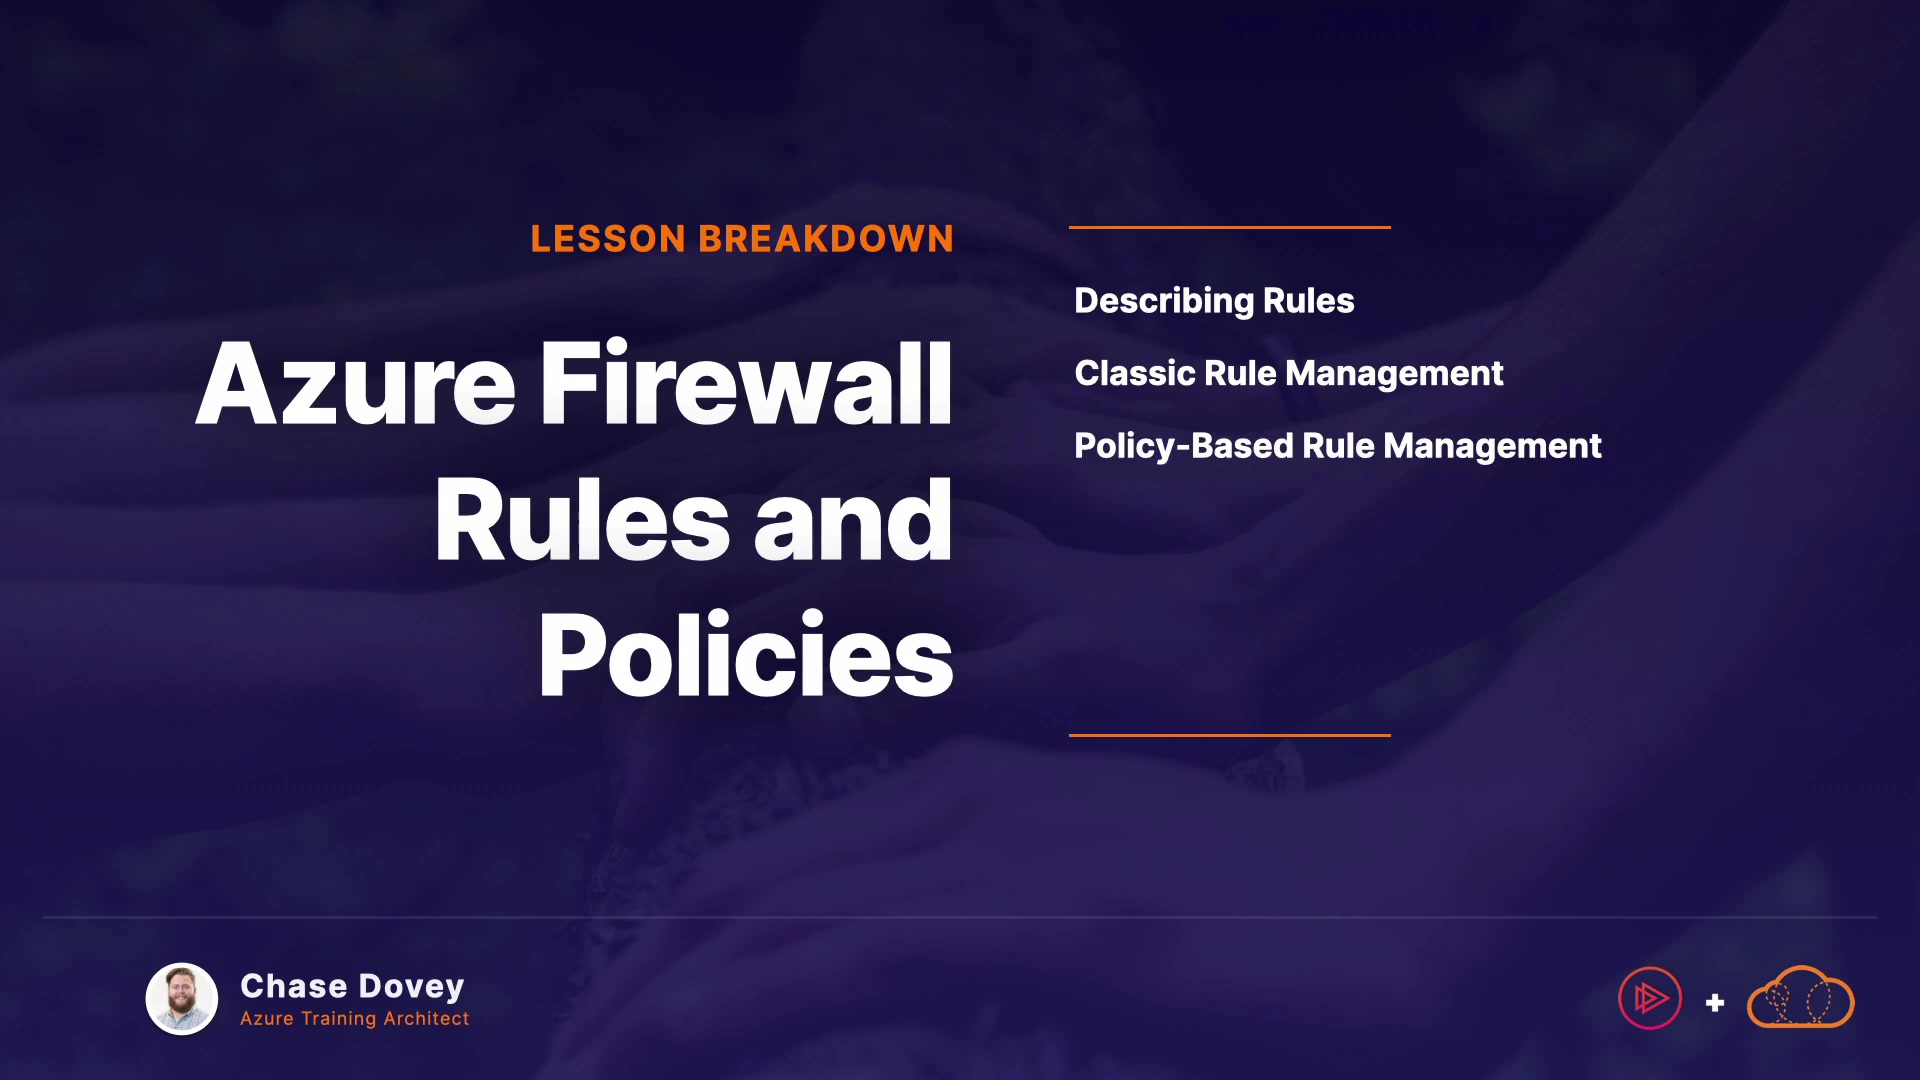 LESSON BREAKDOWN
Azure Firewall
Rules and
Policies
Describing Rules
Classic Rule Management
Policy-Based Rule Management
Chase Dovey
Azure Training Architect
+